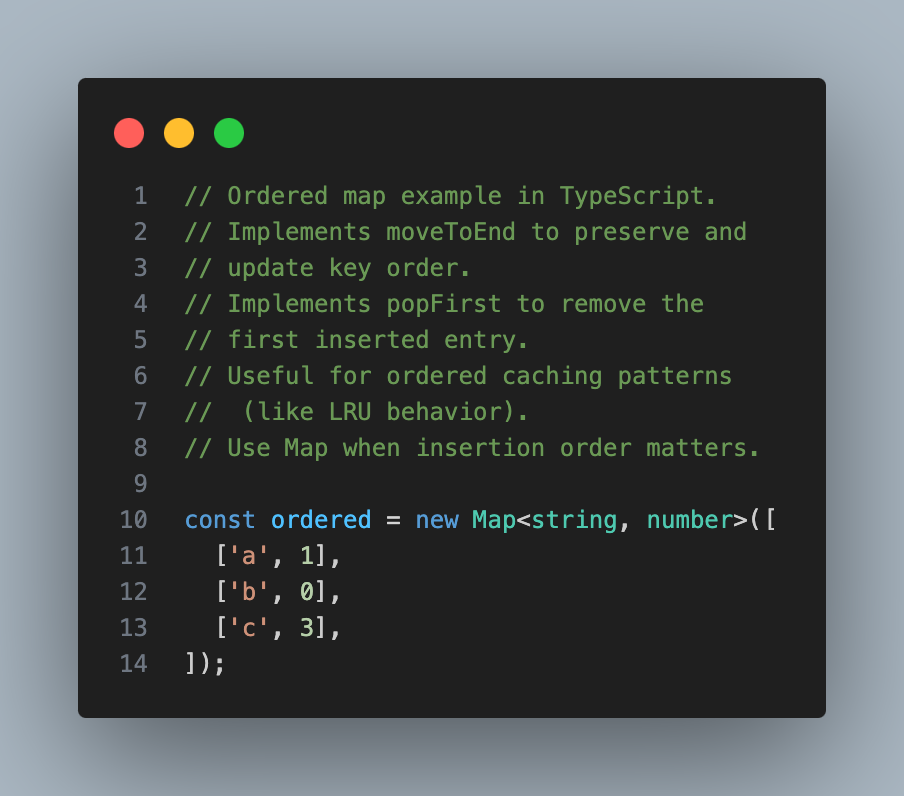 1 // Ordered map example in TypeScript.
2 // Implements moveToEnd to preserve and
3 // update key order.
4 // Implements popFirst to remove the
5 // first inserted entry.
6 // Useful for ordered caching patterns
7 //  (like LRU behavior).
8 // Use Map when insertion order matters.
9
10 const ordered = new Map<string, number>([
11   ['a', 1],
12   ['b', 0],
13   ['c', 3],
14 ]);